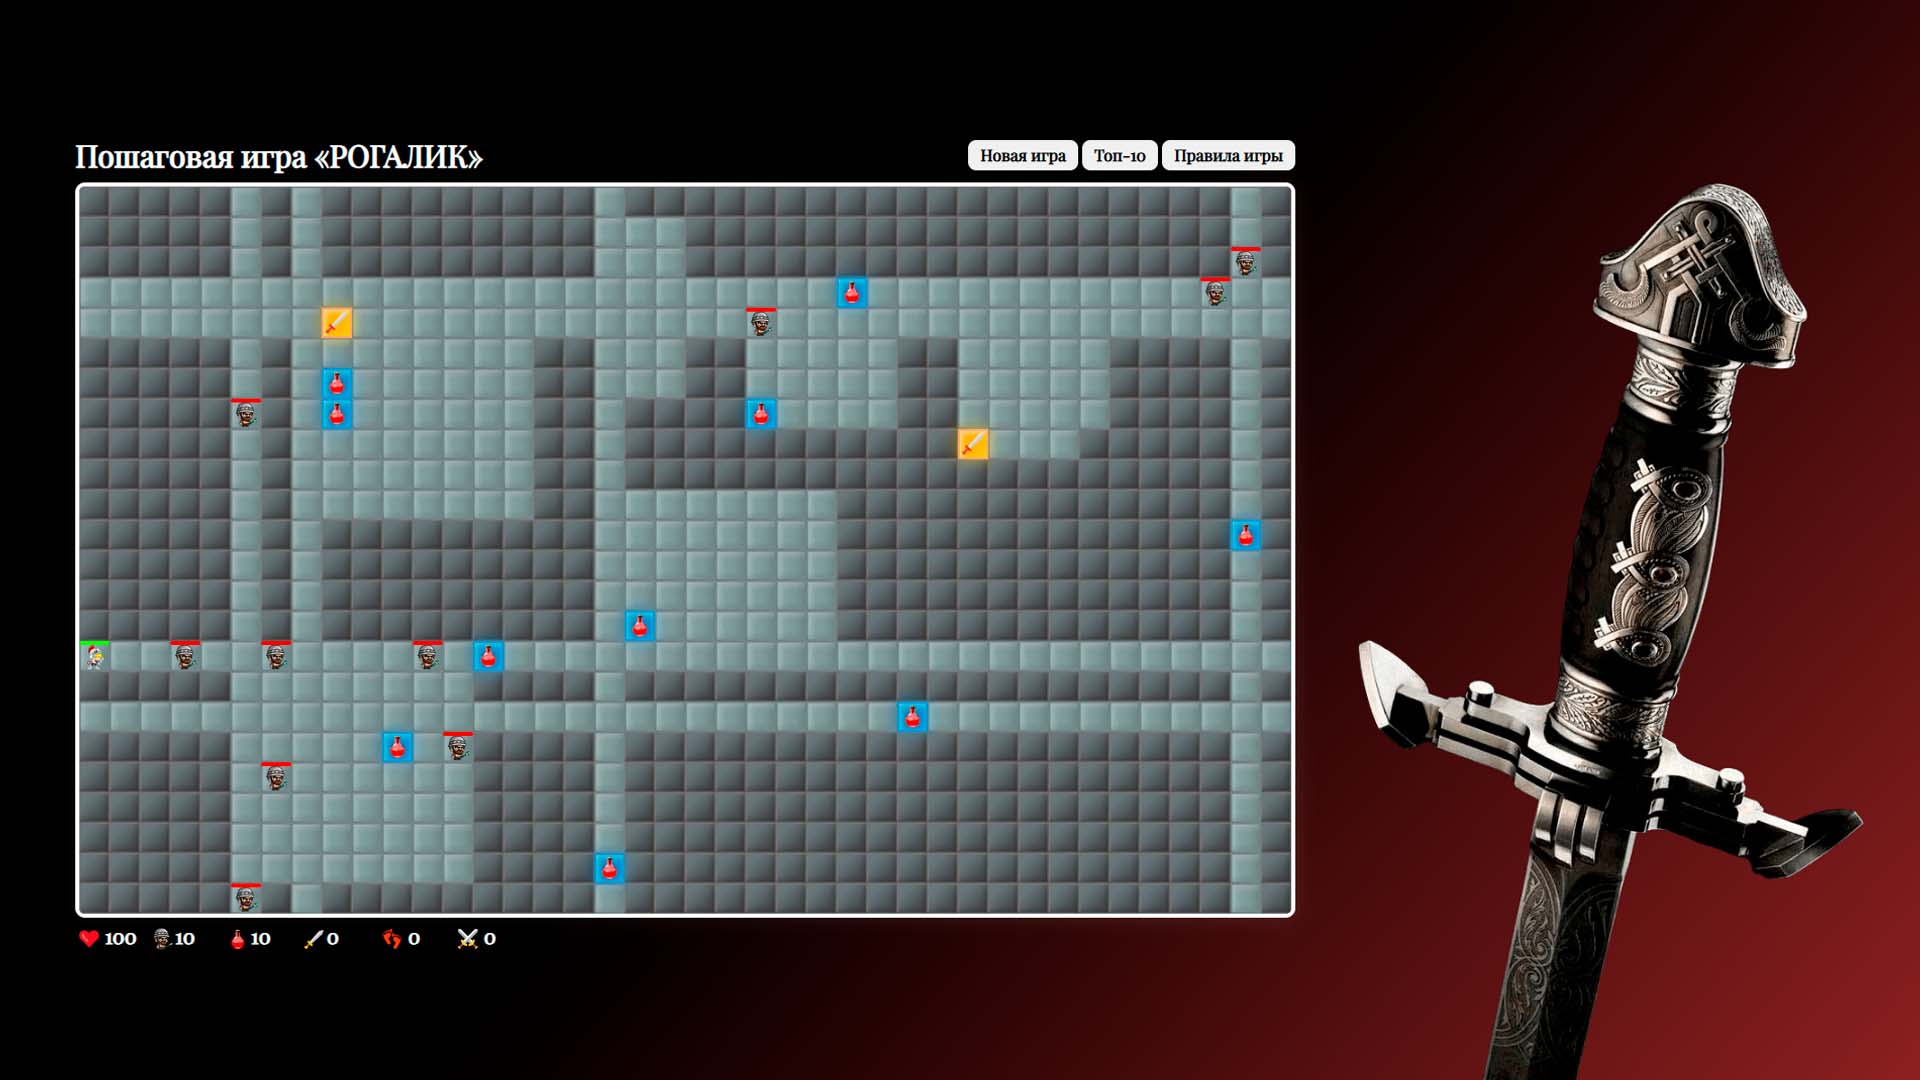 Пошаговая игра «РОГАЛИК»
Новая игра
Топ-10
Правила игры
100 10 10 0 0 0